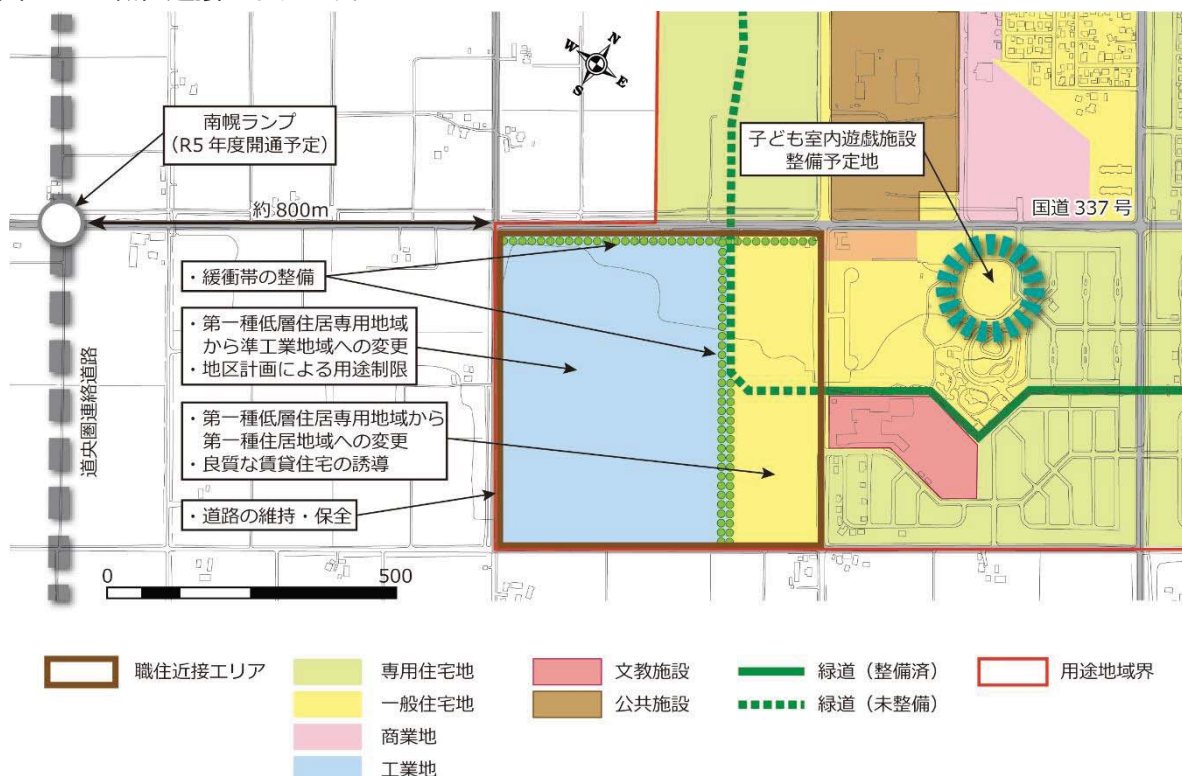 N
W
E
S
南幌ランプ
（R5 年度開通予定）
子ども室内遊戯施設
整備予定地
約 800m
国道 337 号
・緩衝帯の整備
・第一種低層住居専用地域
から準工業地域への変更
・地区計画による用途制限
・第一種低層住居専用地域から
第一種住居地域への変更
・良質な賃貸住宅の誘導
・道路の維持・保全
道央圏連絡道路
0
500
職住近接エリア
専用住宅地
文教施設
緑道（整備済）
用途地域界
一般住宅地
公共施設
緑道（未整備）
商業地
工業地